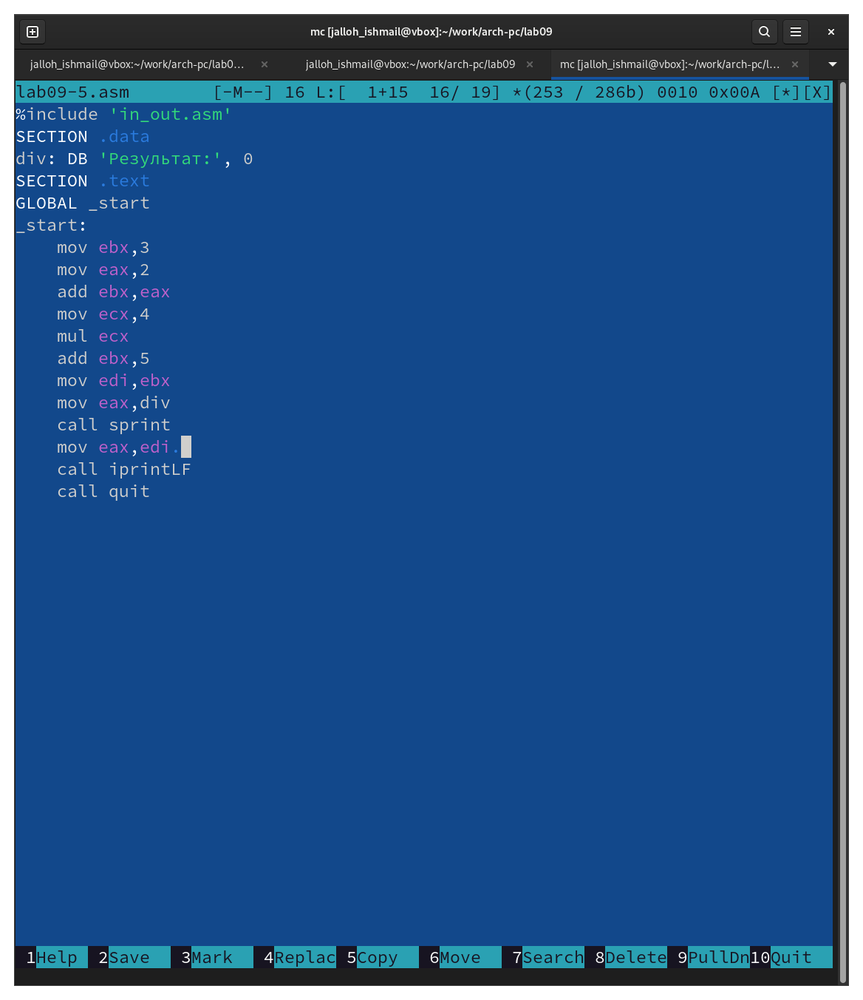 mc [jalloh_ishmail@vbox]:~/work/arch-pc/lab09
jalloh_ishmail@vbox:~/work/arch-pc/lab0… jalloh_ishmail@vbox:~/work/arch-pc/lab09 mc [jalloh_ishmail@vbox]:~/work/arch-pc/l…
lab09-5.asm [-M--] 16 L:[ 1+15 16/ 19] *(253 / 286b) 0010 0x00A [*][X]
%include 'in_out.asm'
SECTION .data
div: DB 'Результат:', 0
SECTION .text
GLOBAL _start
_start:
mov ebx,3
mov eax,2
add ebx,eax
mov ecx,4
mul ecx
add ebx,5
mov edi,ebx
mov eax,div
call sprint
mov eax,edi.
call iprintLF
call quit
1Help 2Save 3Mark 4Replac 5Copy 6Move 7Search 8Delete 9PullDn 10Quit